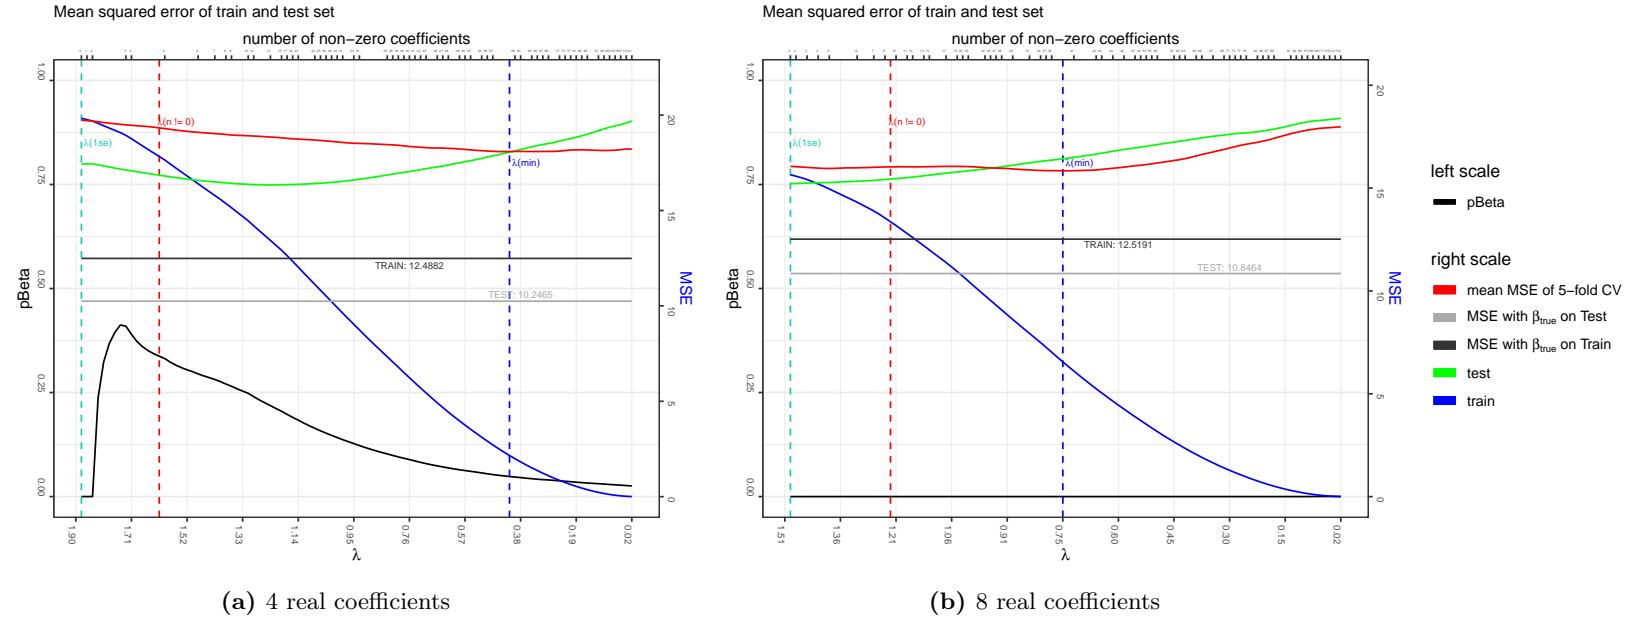 Mean squared error of train and test set
number of non−zero coefficients
1.00
0.75
0.50
0.25
0.00
pBeta
λ(1se)
λ(n != 0)
λ(min)
TRAIN: 12.4882
TEST: 10.2465
20
15
10
5
0
MSE
1.90
1.71
1.52
1.33
1.14
0.95
0.76
0.57
0.38
0.19
0.02
λ
(a) 4 real coefficients
Mean squared error of train and test set
number of non−zero coefficients
1.00
0.75
0.50
0.25
0.00
pBeta
λ(1se)
λ(n != 0)
λ(min)
TRAIN: 12.5191
TEST: 10.8464
20
15
10
5
0
MSE
1.51
1.36
1.21
1.06
0.91
0.75
0.60
0.45
0.30
0.15
0.02
λ
(b) 8 real coefficients
left scale
pBeta
right scale
mean MSE of 5−fold CV
MSE with βtrue on Test
MSE with βtrue on Train
test
train